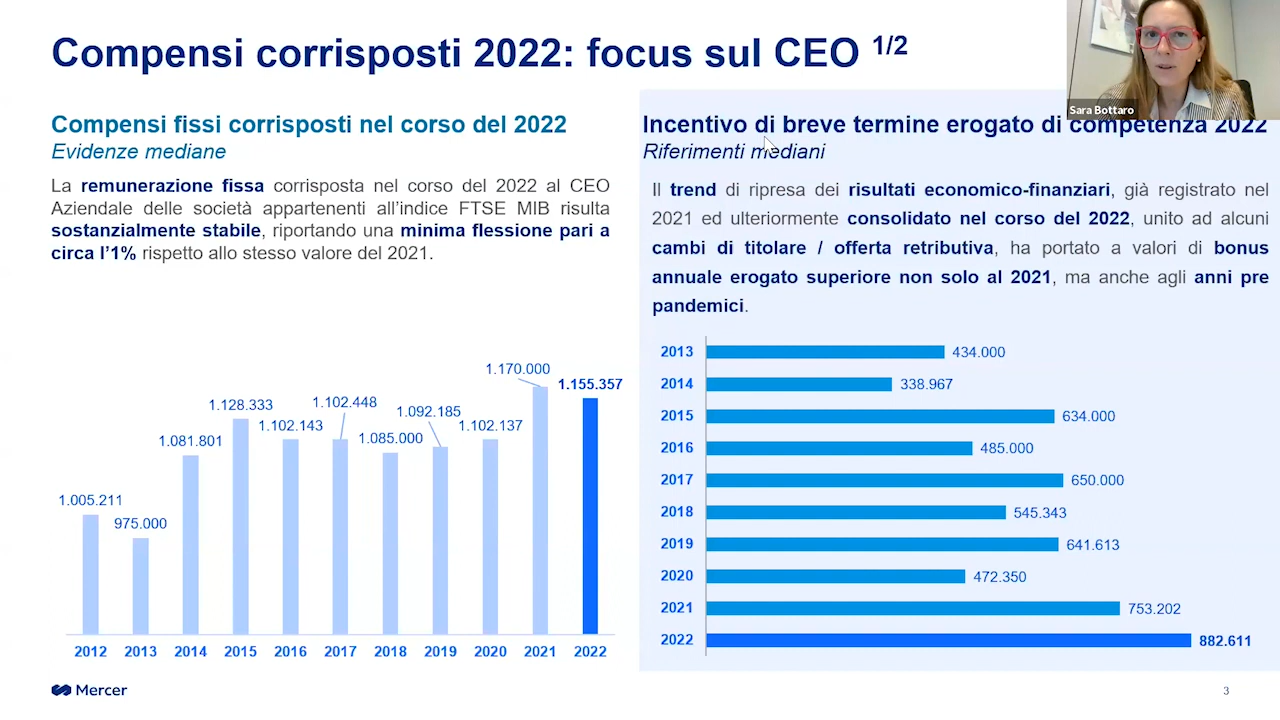 Compensi corrisposti 2022: focus sul CEO 1/2
Sara Bottaro
Compensi fissi corrisposti nel corso del 2022
Evidenze mediane
La remunerazione fissa corrisposta nel corso del 2022 al CEO
Aziendale delle società appartenenti all'indice FTSE MIB risulta
sostanzialmente stabile, riportando una minima flessione pari a
circa l'1% rispetto allo stesso valore del 2021.
1.005.211
975.000
1.081.801
1.128.333
1.102.143
1.102.448
1.085.000
1.092.185
1.102.137
1.170.000
1.155.357
2012 2013 2014 2015 2016 2017 2018 2019 2020 2021 2022
Incentivo di breve termine erogato di competenza 2022
Riferimenti mediani
Il trend di ripresa dei risultati economico-finanziari, già registrato nel
2021 ed ulteriormente consolidato nel corso del 2022, unito ad alcuni
cambi di titolare / offerta retributiva, ha portato a valori di bonus
annuale erogato superiore non solo al 2021, ma anche agli anni pre
pandemici.
2013 434.000
2014 338.967
2015 634.000
2016 485.000
2017 650.000
2018 545.343
2019 641.613
2020 472.350
2021 753.202
2022 882.611
Mercer
3